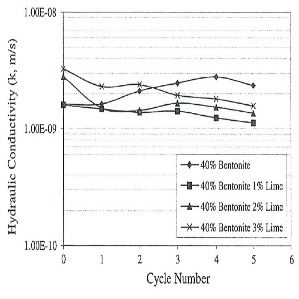 1.00E-08
1.00E-09
1.00E-10
Hydraulic Conductivity (k, m/s)
40% Bentonite
40% Bentonite 1% Lime
40% Bentonite 2% Lime
40% Bentonite 3% Lime
0 1 2 3 4 5 6
Cycle Number